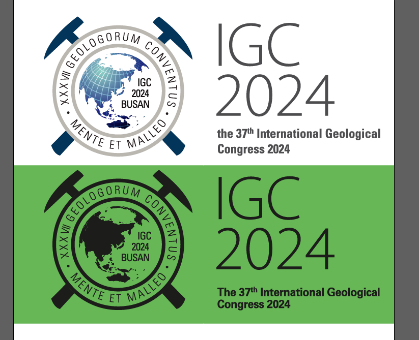 XXXVII GEOLOGORUM CONVENTUS
IGC
2024
BUSAN
• MENTE ET MALLEO •
IGC
2024
the 37th International Geological
Congress 2024
XXXVII GEOLOGORUM CONVENTUS
IGC
2024
BUSAN
• MENTE ET MALLEO •
IGC
2024
The 37th International Geological
Congress 2024